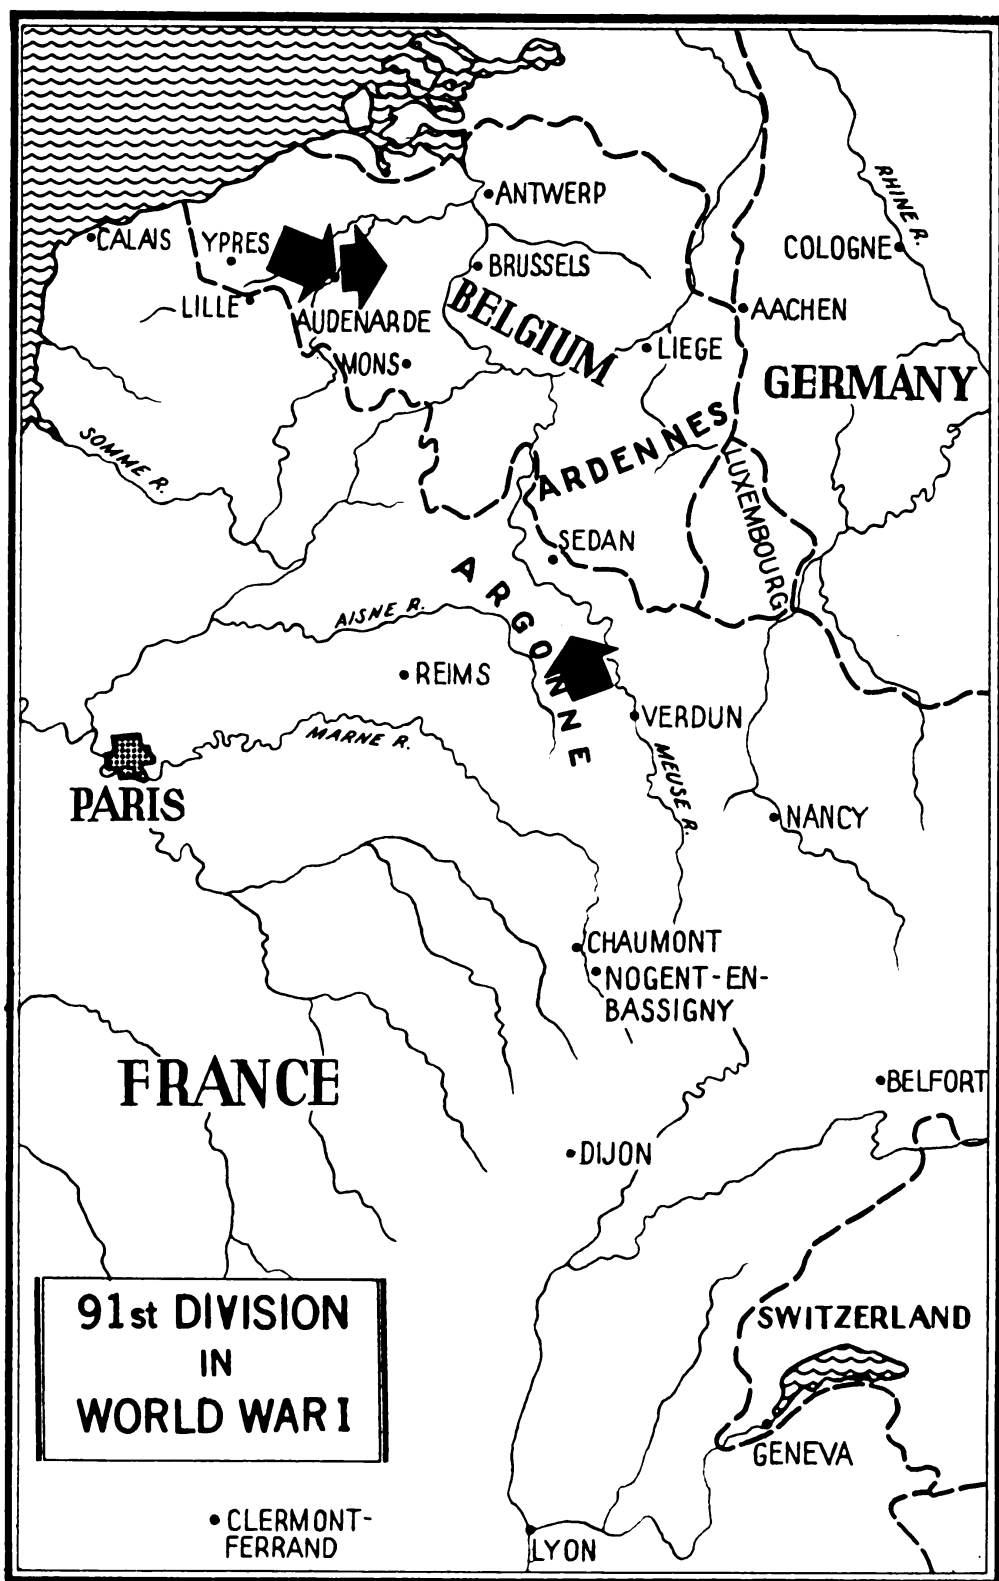 ANTWERP
RHINE R.
CALAIS
YPRES
COLOGNE
BRUSSELS
LILLE
BELGIUM
AUDENARDE
AACHEN
MONS
LIEGE
GERMANY
SOMME R.
ARDENNES
LUXEMBOURG
SEDAN
ARGONNE
AISNE R.
REIMS
VERDUN
MARNE R.
MEUSE R.
PARIS
NANCY
CHAUMONT
NOGENT-EN-
BASSIGNY
FRANCE
BELFORT
DIJON
91st DIVISION
IN
WORLD WAR I
SWITZERLAND
GENEVA
CLERMONT-
FERRAND
LYON